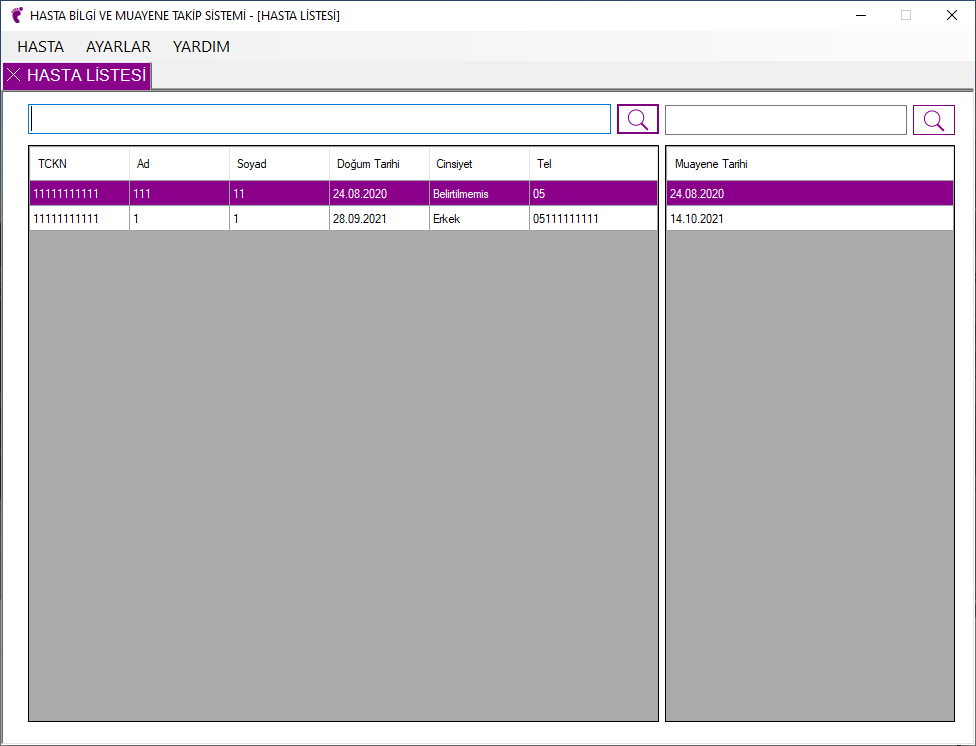 HASTA BİLGİ VE MUAYENE TAKİP SİSTEMİ - [HASTA LİSTESİ]
HASTA AYARLAR YARDIM
HASTA LİSTESİ
TCKN Ad Soyad Doğum Tarihi Cinsiyet Tel Muayene Tarihi
11111111111 111 11 24.08.2020 Belirtilmemis 05 24.08.2020
11111111111 1 1 28.09.2021 Erkek 05111111111 14.10.2021